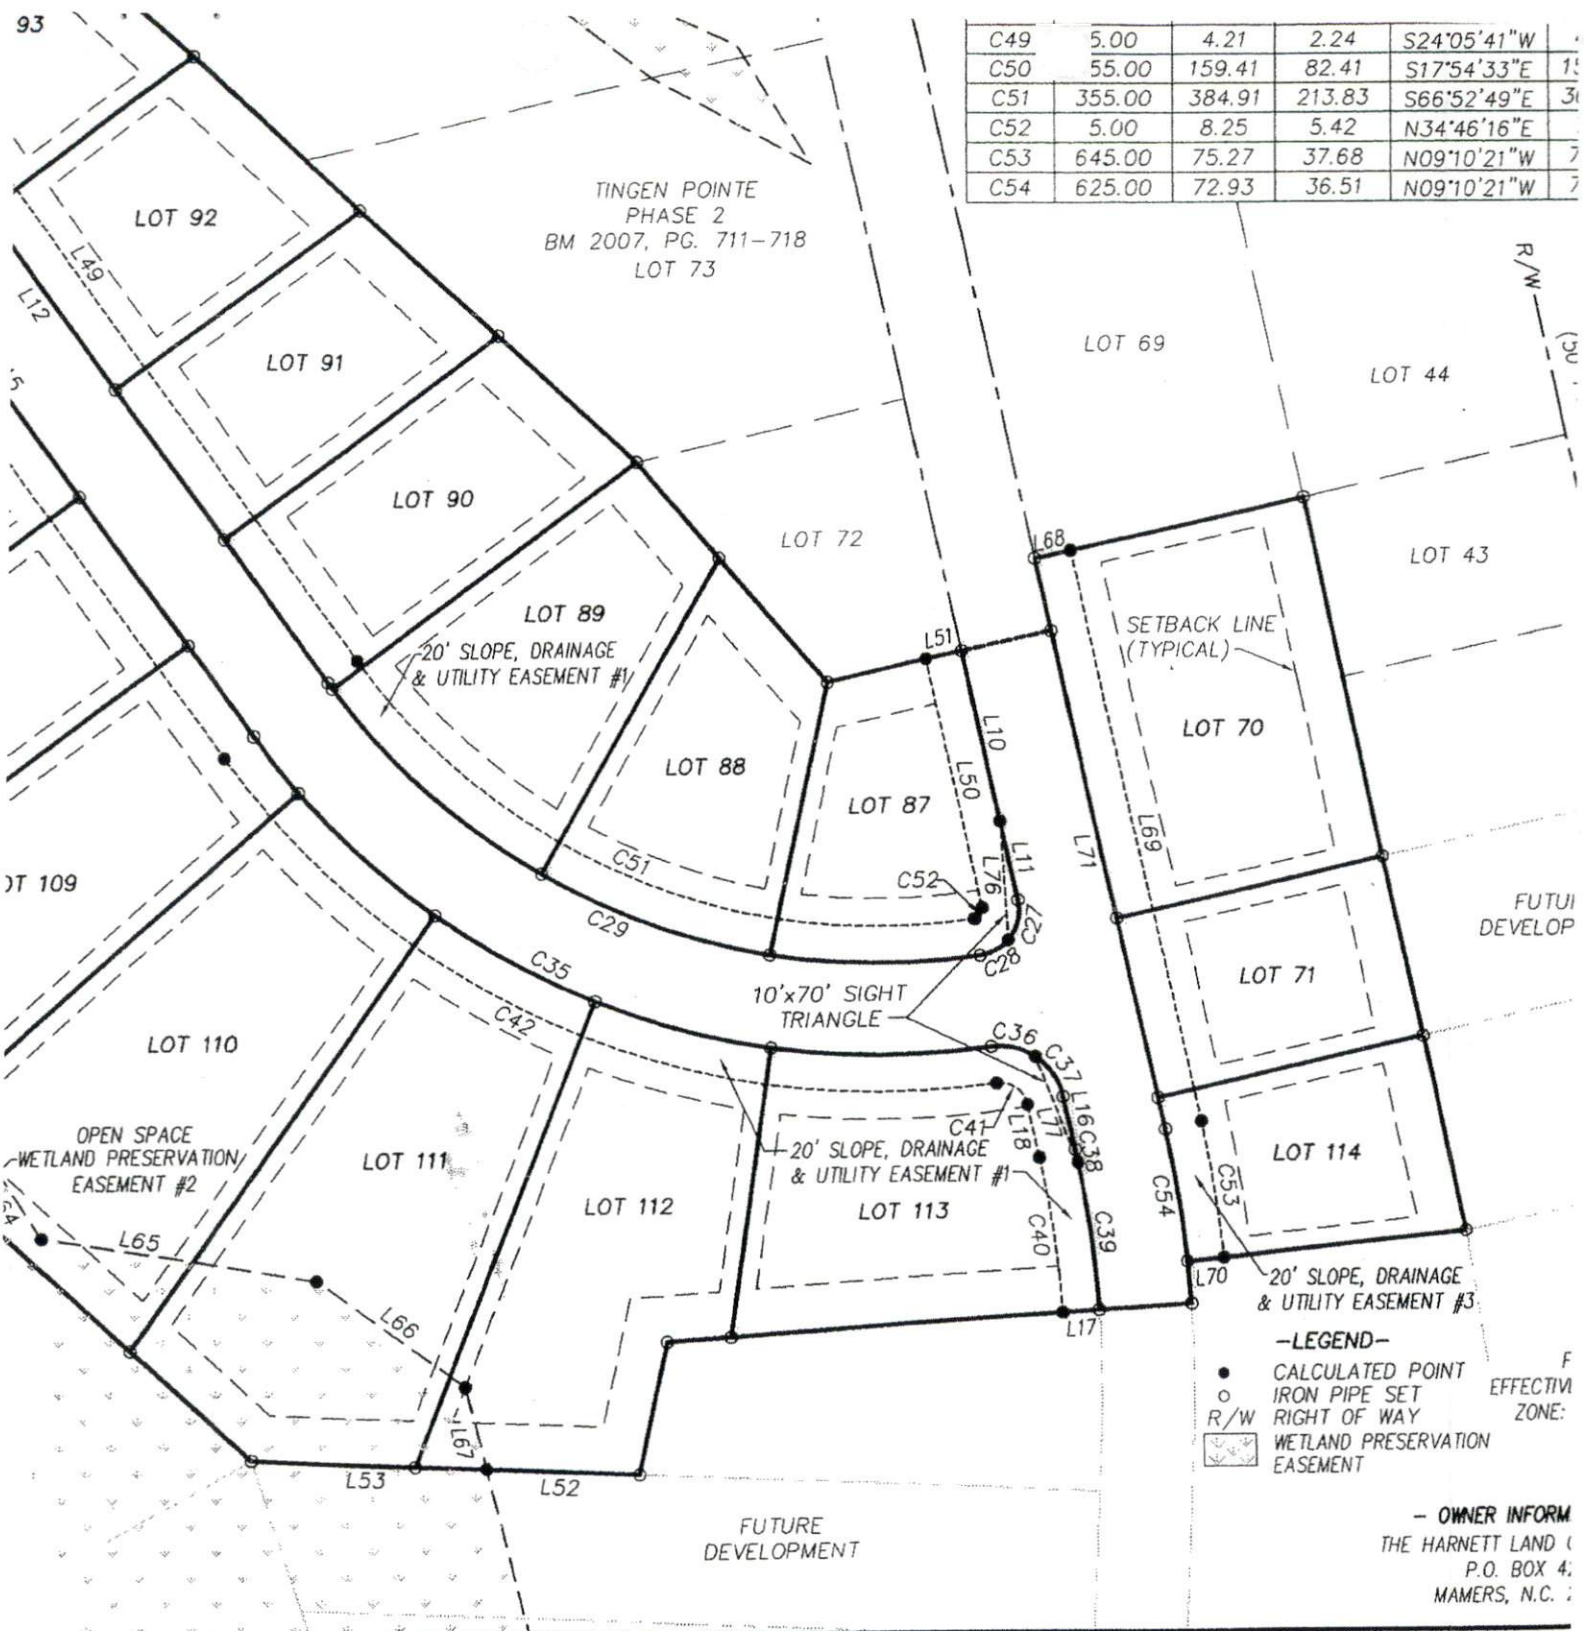 93
C49 5.00 4.21 2.24 S24°05'41"W
C50 55.00 159.41 82.41 S17°54'33"E
C51 355.00 384.91 213.83 S66°52'49"E
C52 5.00 8.25 5.42 N34°46'16"E
C53 645.00 75.27 37.68 N09°10'21"W
C54 625.00 72.93 36.51 N09°10'21"W
TINGEN POINTE
PHASE 2
BM 2007, PG. 711-718
LOT 73
LOT 92
L49
L12
R/W
LOT 69
LOT 44
LOT 91
LOT 90
LOT 72
L68
LOT 43
LOT 89
20' SLOPE, DRAINAGE
& UTILITY EASEMENT #1
L51
SETBACK LINE
(TYPICAL)
LOT 70
L10
LOT 88
L50
LOT 87
L69
L71
C51
C52
L76
L11
C27
C28
C29
LOT 109
FUTU
DEVELOP
C35
LOT 71
10'x70' SIGHT
TRIANGLE
C42
C36
C37
LOT 110
L16
C38
C41
L18
L77
OPEN SPACE
WETLAND PRESERVATION
EASEMENT #2
LOT 111
20' SLOPE, DRAINAGE
& UTILITY EASEMENT #1
LOT 114
LOT 112
LOT 113
C40
C39
C54
C53
L65
L66
L70
20' SLOPE, DRAINAGE
& UTILITY EASEMENT #3
L17
-LEGEND-
CALCULATED POINT
IRON PIPE SET
R/W RIGHT OF WAY
WETLAND PRESERVATION
EASEMENT
EFFECTIV
ZONE:
L67
L53
L52
FUTURE
DEVELOPMENT
- OWNER INFORM
THE HARNETT LAND
P.O. BOX 4
MAMERS, N.C.